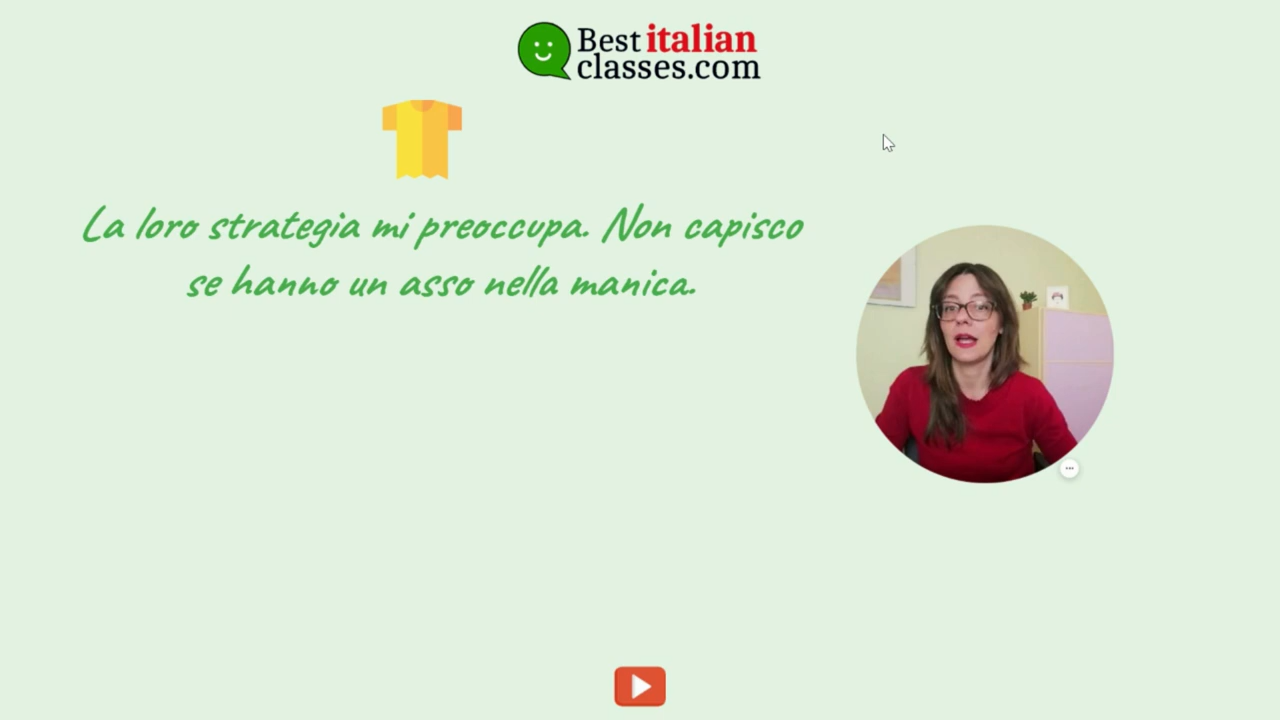 Best italian
classes.com
La loro strategia mi preoccupa. Non capisco
se hanno un asso nella manica.